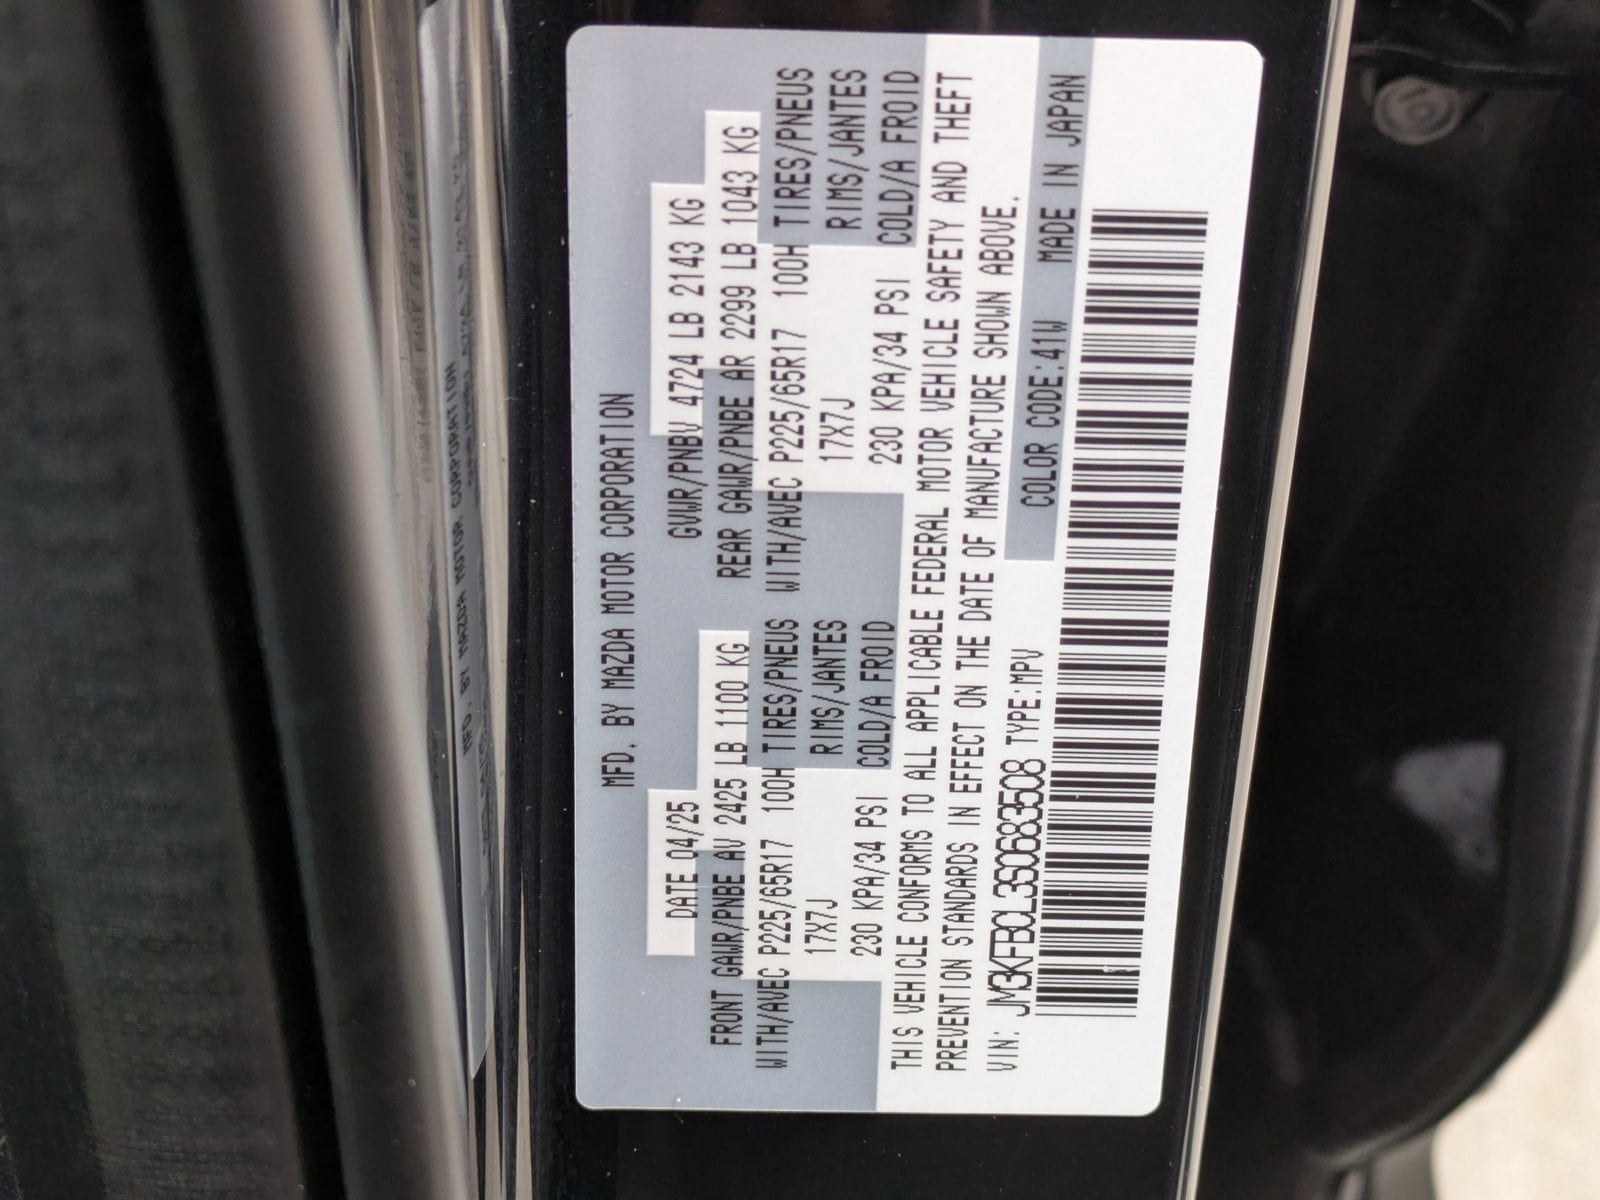 MFD. BY MAZDA MOTOR CORPORATION
DATE 04/25 GVWR/PNBV 4724 LB 2143 KG
FRONT GAWR/PNBE AV 2425 LB 1100 KG REAR GAWR/PNBE AR 2299 LB 1043 KG
WITH/AVEC P225/65R17 100H TIRES/PNEUS WITH/AVEC P225/65R17 100H TIRES/PNEUS
17X7J RIMS/JANTES 17X7J RIMS/JANTES
230 KPA/34 PSI COLD/A FROID 230 KPA/34 PSI COLD/A FROID
THIS VEHICLE CONFORMS TO ALL APPLICABLE FEDERAL MOTOR VEHICLE SAFETY AND THEFT
PREVENTION STANDARDS IN EFFECT ON THE DATE OF MANUFACTURE SHOWN ABOVE.
VIN: JM3KFBCL3S0683508 TYPE:MPV COLOR CODE:41W MADE IN JAPAN
MFD. BY MAZDA MOTOR CORPORATION